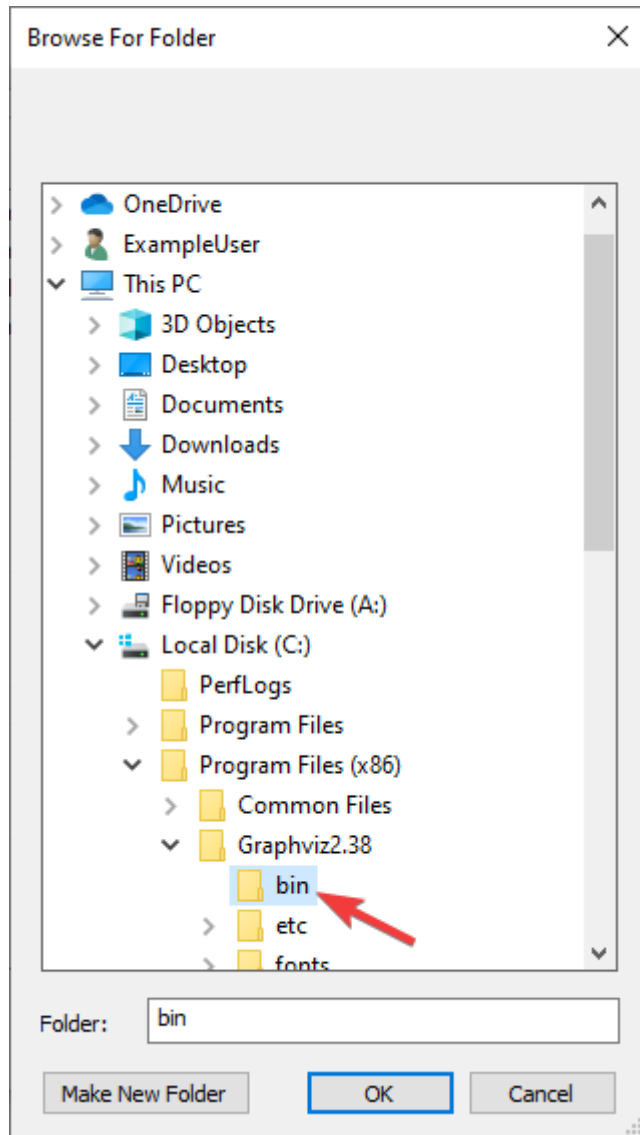 Browse For Folder
OneDrive
ExampleUser
This PC
3D Objects
Desktop
Documents
Downloads
Music
Pictures
Videos
Floppy Disk Drive (A:)
Local Disk (C:)
PerfLogs
Program Files
Program Files (x86)
Common Files
Graphviz2.38
bin
etc
fonts
Folder: bin
Make New Folder OK Cancel